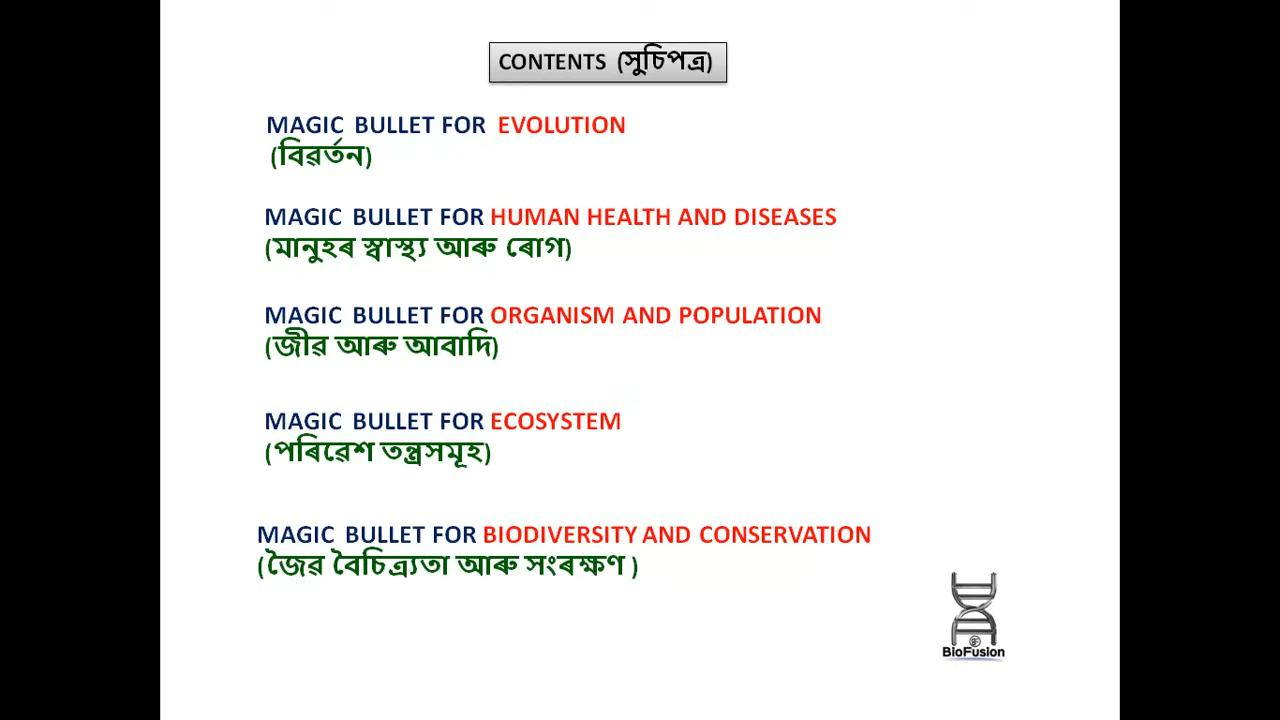 CONTENTS (সুচিপত্ৰ)
MAGIC BULLET FOR EVOLUTION
(বিৱৰ্তন)
MAGIC BULLET FOR HUMAN HEALTH AND DISEASES
(মানুহৰ স্বাস্থ্য আৰু ৰোগ)
MAGIC BULLET FOR ORGANISM AND POPULATION
(জীৱ আৰু আবাদি)
MAGIC BULLET FOR ECOSYSTEM
(পৰিৱেশ তন্ত্ৰসমূহ)
MAGIC BULLET FOR BIODIVERSITY AND CONSERVATION
(জৈৱ বৈচিত্ৰ্যতা আৰু সংৰক্ষণ )
BioFusion